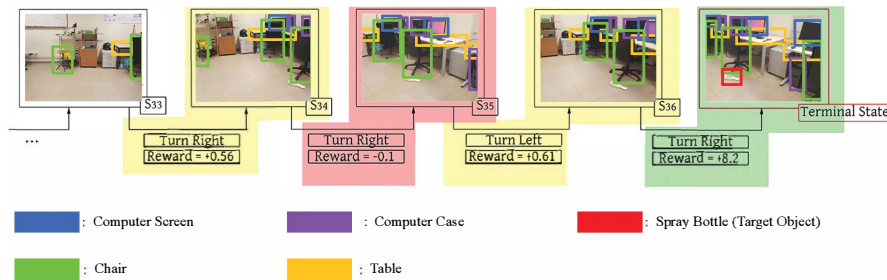 S33
S34
S35
S36
Terminal State
...
Turn Right
Reward = +0.56
Turn Right
Reward = -0.1
Turn Left
Reward = +0.61
Turn Right
Reward = +8.2
: Computer Screen
: Computer Case
: Spray Bottle (Target Object)
: Chair
: Table